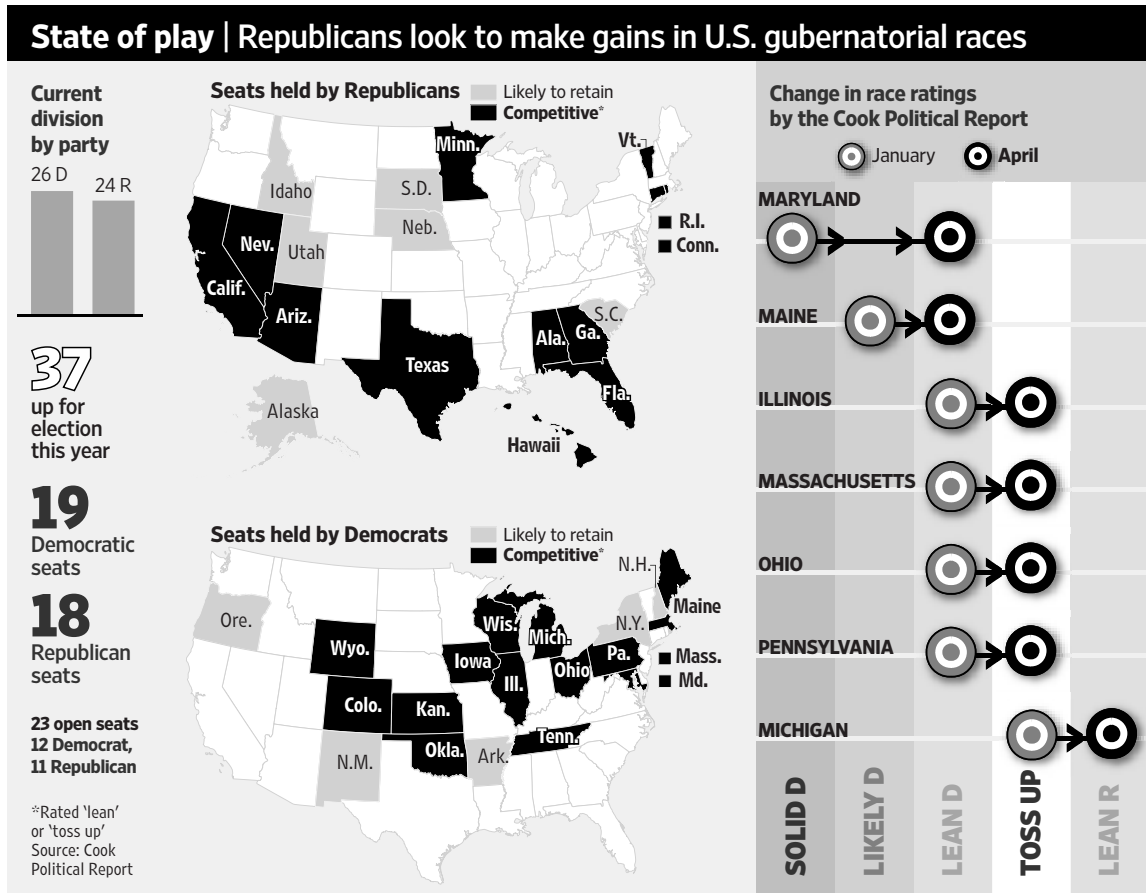 State of play | Republicans look to make gains in U.S. gubernatorial races
Current
division
by party
26 D
24 R
37
up for
election
this year
19
Democratic
seats
18
Republican
seats
23 open seats
12 Democrat,
11 Republican
*Rated ‘lean’
or ‘toss up’
Source: Cook
Political Report
Seats held by Republicans
Likely to retain
Competitive*
Minn.
Vt.
Idaho
S.D.
Neb.
R.I.
Conn.
Nev.
Utah
Calif.
Ariz.
S.C.
Ala.
Ga.
Texas
Fla.
Alaska
Hawaii
Seats held by Democrats
Likely to retain
Competitive*
N.H.
Maine
Ore.
N.Y.
Wis.
Mich.
Wyo.
Pa.
Iowa
Ohio
Mass.
Md.
Ill.
Colo.
Kan.
Tenn.
Okla.
Ark.
N.M.
Change in race ratings
by the Cook Political Report
January
April
MARYLAND
MAINE
ILLINOIS
MASSACHUSETTS
OHIO
PENNSYLVANIA
MICHIGAN
SOLID D
LIKELY D
LEAN D
TOSS UP
LEAN R